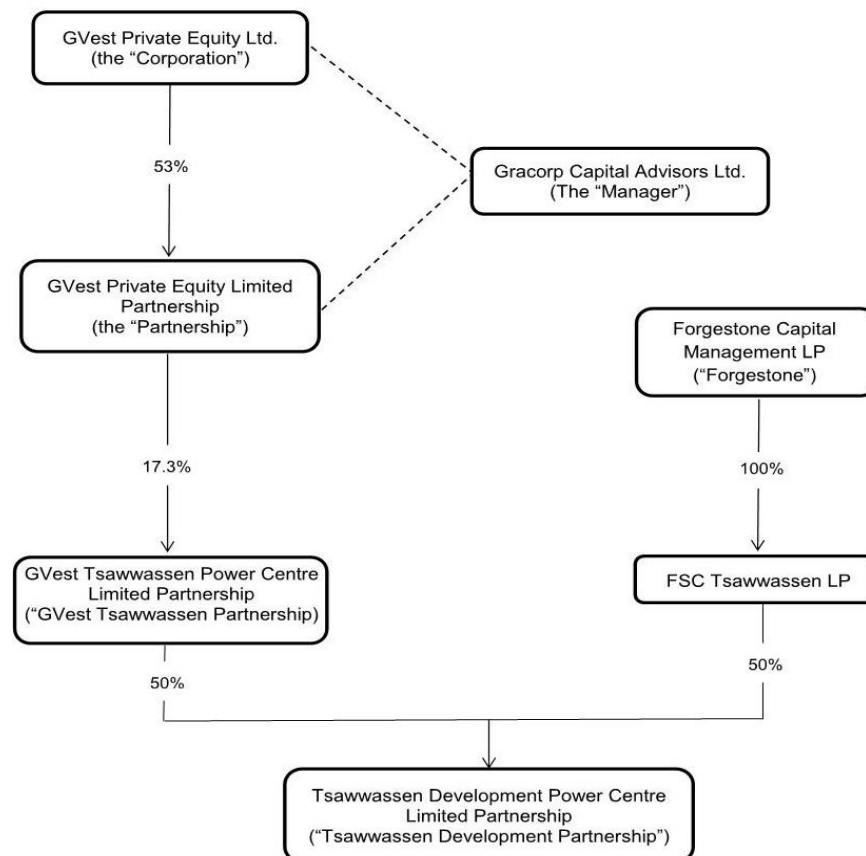 GVest Private Equity Ltd.
(the “Corporation”)
53%
Gracorp Capital Advisors Ltd.
(The “Manager”)
GVest Private Equity Limited
Partnership
(the “Partnership”)
Forgestone Capital
Management LP
(“Forgestone”)
17.3%
100%
GVest Tsawwassen Power Centre
Limited Partnership
(“GVest Tsawwassen Partnership)
FSC Tsawwassen LP
50%
50%
Tsawwassen Development Power Centre
Limited Partnership
(“Tsawwassen Development Partnership”)